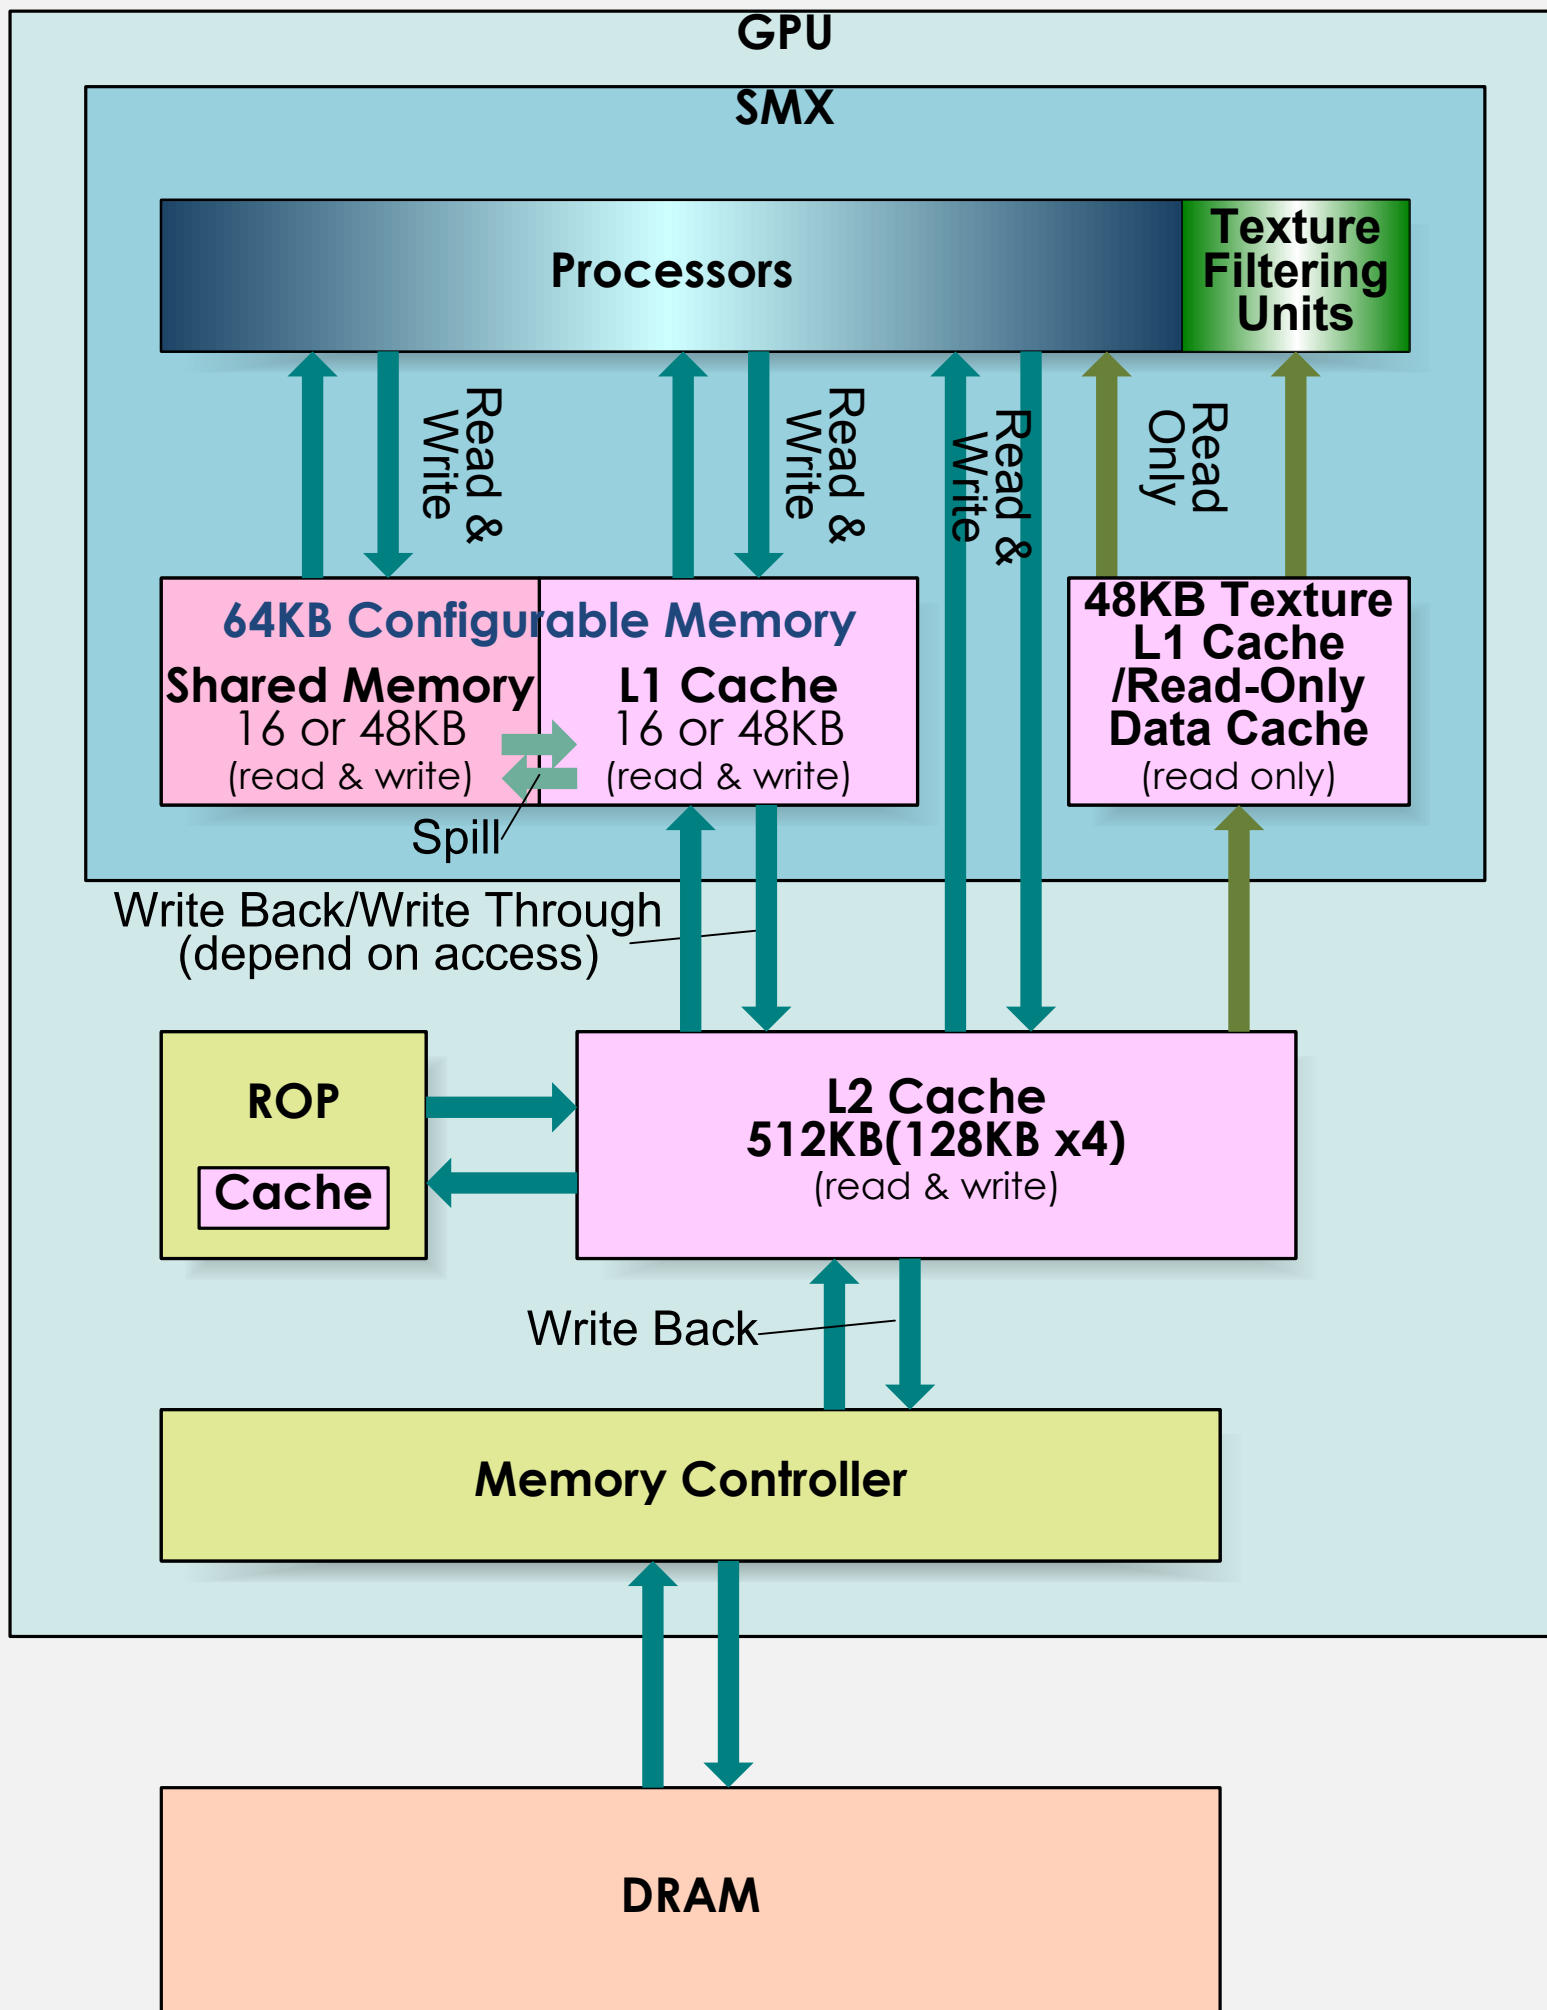 GPU
SMX
Processors
Texture
Filtering
Units
Read &
Write
Read &
Write
Read &
Write
Read
Only
64KB Configurable Memory
Shared Memory
16 or 48KB
(read & write)
L1 Cache
16 or 48KB
(read & write)
48KB Texture
L1 Cache
/Read-Only
Data Cache
(read only)
Spill
Write Back/Write Through
(depend on access)
ROP
Cache
L2 Cache
512KB(128KB x4)
(read & write)
Write Back
Memory Controller
DRAM